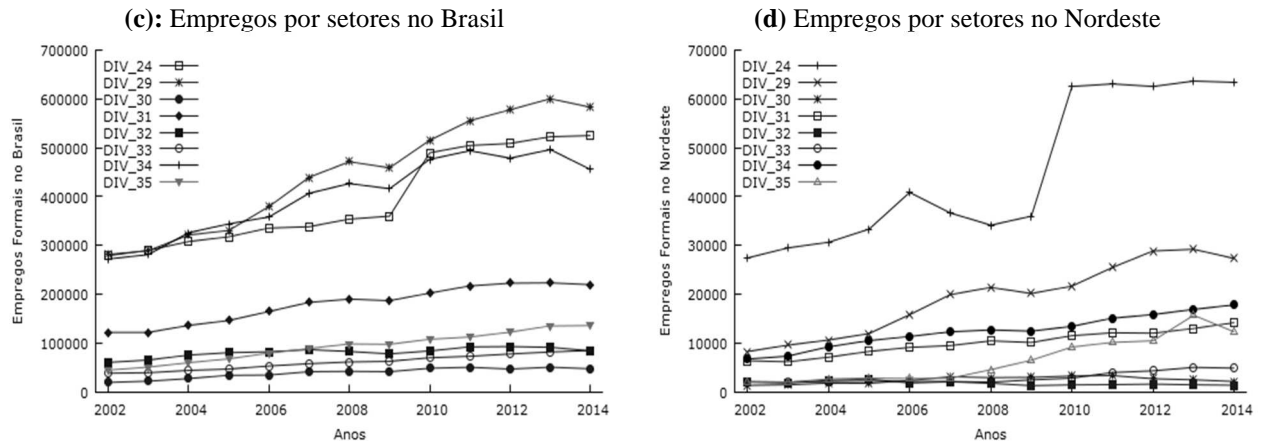 (c): Empregos por setores no Brasil
Empregos Formais no Brasil
700000
600000
500000
400000
300000
200000
100000
0
DIV_24
DIV_29
DIV_30
DIV_31
DIV_32
DIV_33
DIV_34
DIV_35
2002 2004 2006 2008 2010 2012 2014
Anos
(d) Empregos por setores no Nordeste
Empregos Formais no Nordeste
70000
60000
50000
40000
30000
20000
10000
0
DIV_24
DIV_29
DIV_30
DIV_31
DIV_32
DIV_33
DIV_34
DIV_35
2002 2004 2006 2008 2010 2012 2014
Anos